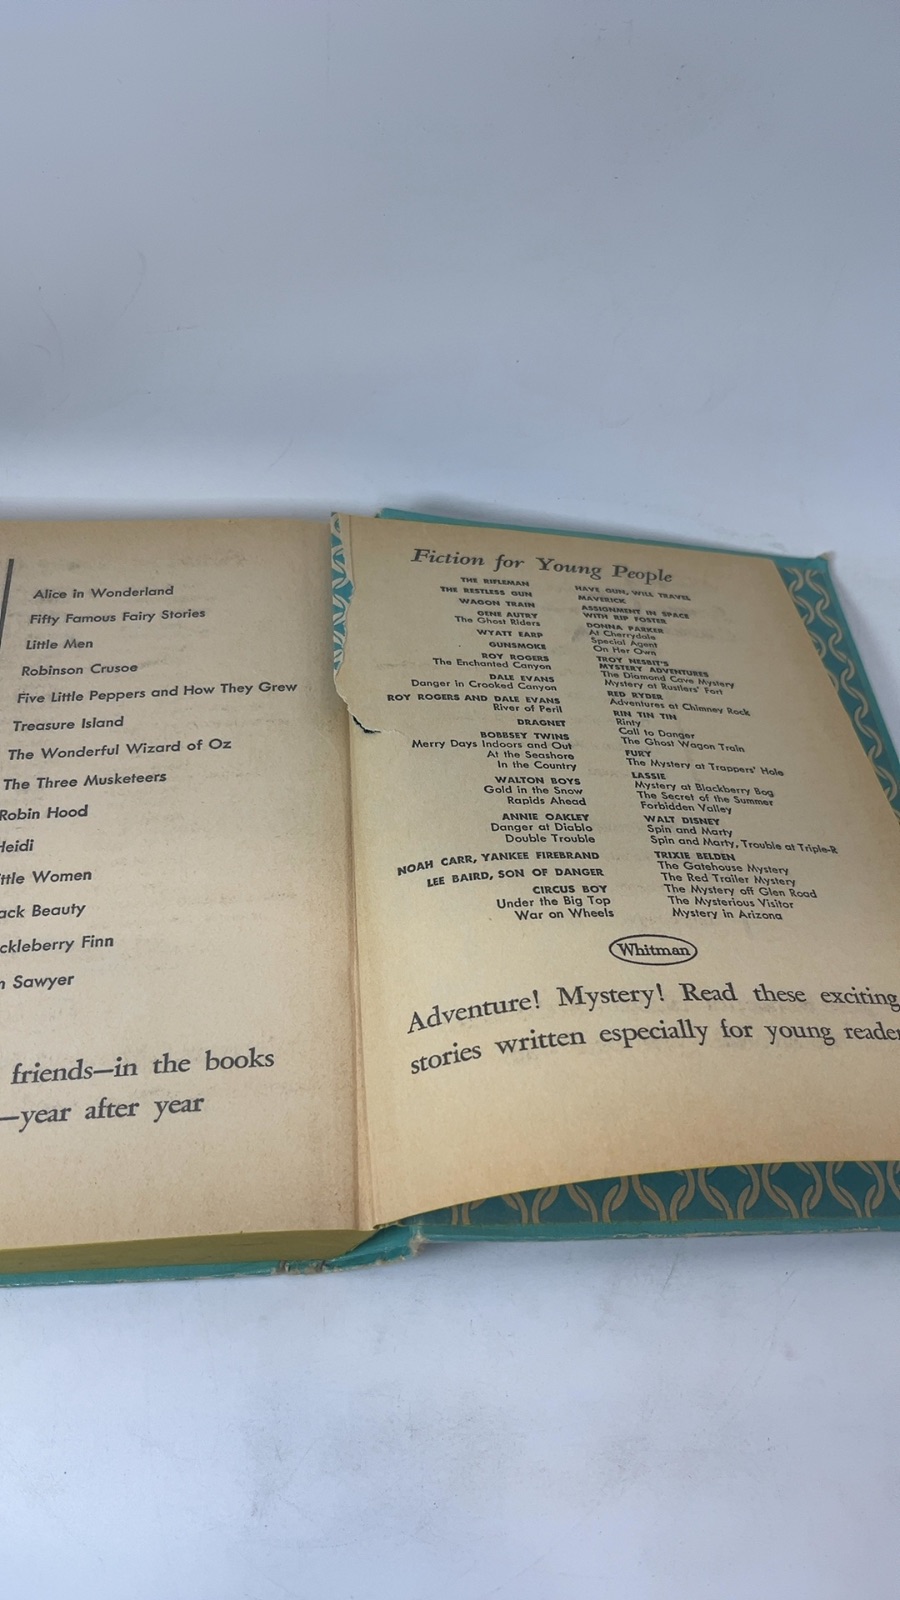 Alice in Wonderland
Fifty Famous Fairy Stories
Little Men
Robinson Crusoe
Five Little Peppers and How They Grew
Treasure Island
The Wonderful Wizard of Oz
The Three Musketeers
Robin Hood
Heidi
ttle Women
ack Beauty
ckleberry Finn
Sawyer
friends—in the books
—year after year
Fiction for Young People
THE RIFLEMAN
THE RESTLESS GUN
WAGON TRAIN
GENE AUTRY
The Ghost Riders
WYATT EARP
GUNSMOKE
ROY ROGERS
The Enchanted Canyon
DALE EVANS
Danger in Crooked Canyon
ROY ROGERS AND DALE EVANS
River of Peril
DRAGNET
BOBBSEY TWINS
Merry Days Indoors and Out
At the Seashore
In the Country
WALTON BOYS
Gold in the Snow
Rapids Ahead
ANNIE OAKLEY
Danger at Diablo
Double Trouble
NOAH CARR, YANKEE FIREBRAND
LEE BAIRD, SON OF DANGER
CIRCUS BOY
Under the Big Top
War on Wheels
HAVE GUN, WILL TRAVEL
MAVERICK
ASSIGNMENT IN SPACE
WITH RIP FOSTER
DONNA PARKER
At Cherrydale
Special Agent
On Her Own
TROY NESBIT'S
MYSTERY ADVENTURES
The Diamond Cave Mystery
Mystery at Rustlers' Fort
RED RYDER
Adventures at Chimney Rock
RIN TIN TIN
Rinty
Call to Danger
The Ghost Wagon Train
FURY
The Mystery at Trappers' Hole
LASSIE
Mystery at Blackberry Bog
The Secret of the Summer
Forbidden Valley
WALT DISNEY
Spin and Marty
Spin and Marty, Trouble at Triple-R
TRIXIE BELDEN
The Gatehouse Mystery
The Red Trailer Mystery
The Mystery off Glen Road
The Mysterious Visitor
Mystery in Arizona
Whitman
Adventure! Mystery! Read these exciting
stories written especially for young reader